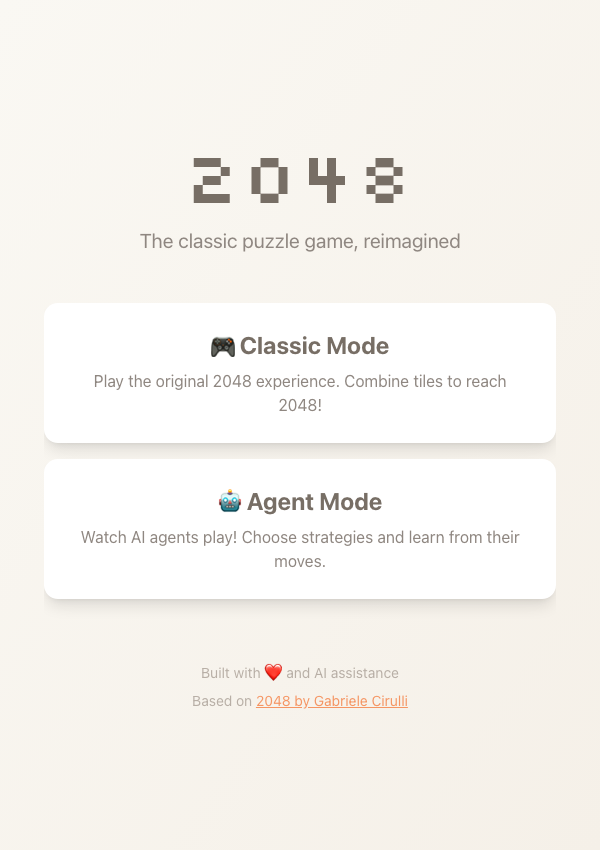 2048
The classic puzzle game, reimagined
🎮 Classic Mode
Play the original 2048 experience. Combine tiles to reach
2048!
🤖 Agent Mode
Watch AI agents play! Choose strategies and learn from their
moves.
Built with ❤️ and AI assistance
Based on 2048 by Gabriele Cirulli